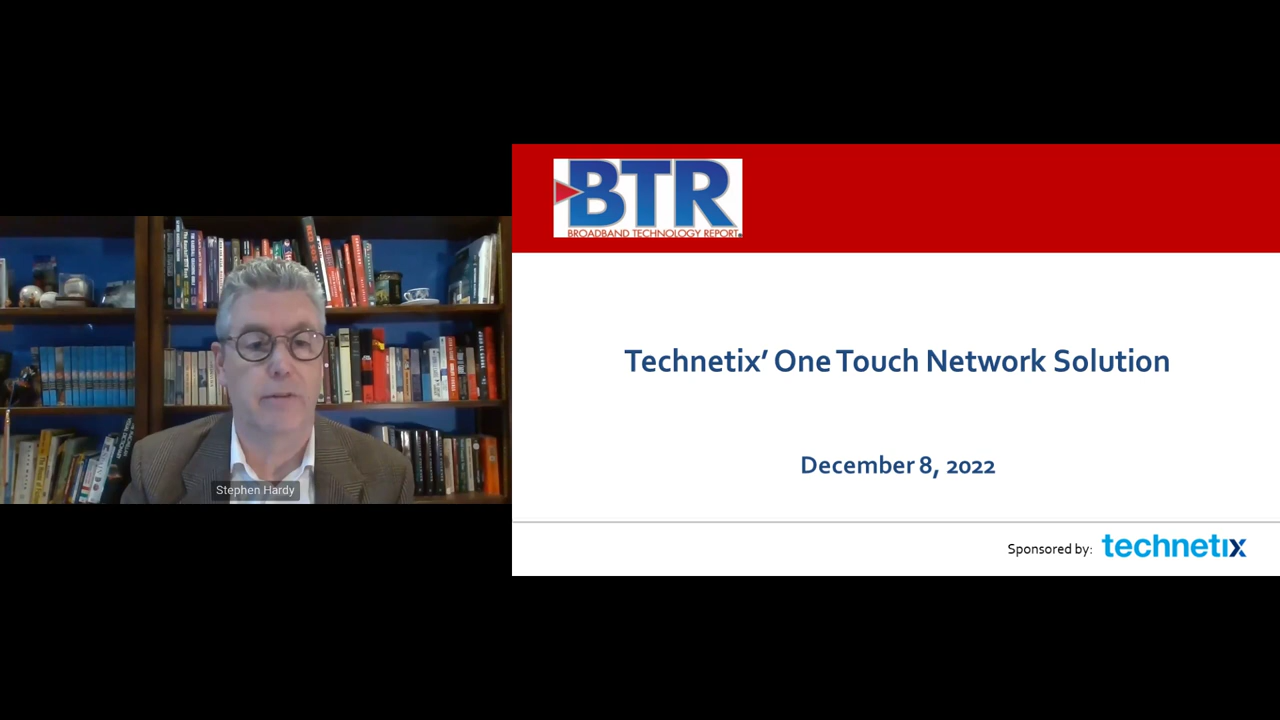 BTR
BROADBAND TECHNOLOGY REPORT
Technetix' One Touch Network Solution
December 8, 2022
Sponsored by: technetix
Stephen Hardy